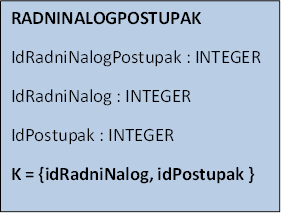 RADNINALOGPOSTUPAK
IdRadniNalogPostupak : INTEGER
IdRadniNalog : INTEGER
IdPostupak : INTEGER
K = {idRadniNalog, idPostupak }